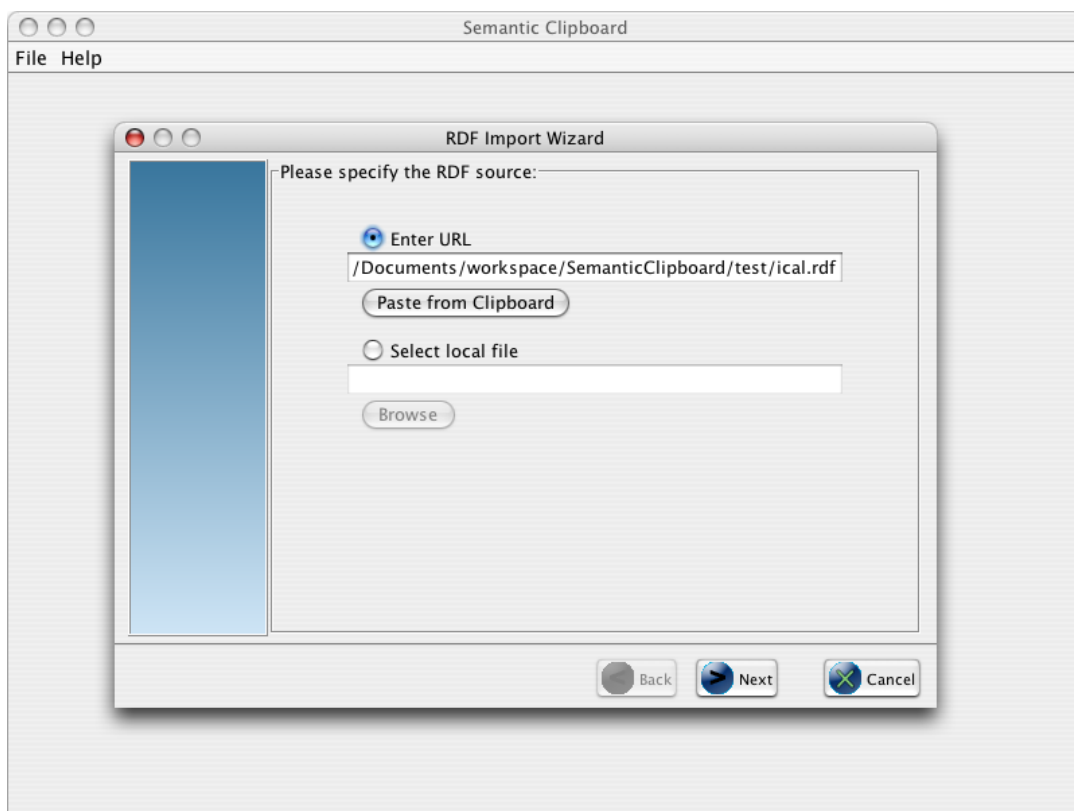 Semantic Clipboard
File Help
RDF Import Wizard
Please specify the RDF source:
Enter URL
/Documents/workspace/SemanticClipboard/test/ical.rdf
Paste from Clipboard
Select local file
Browse
< Back > Next X Cancel